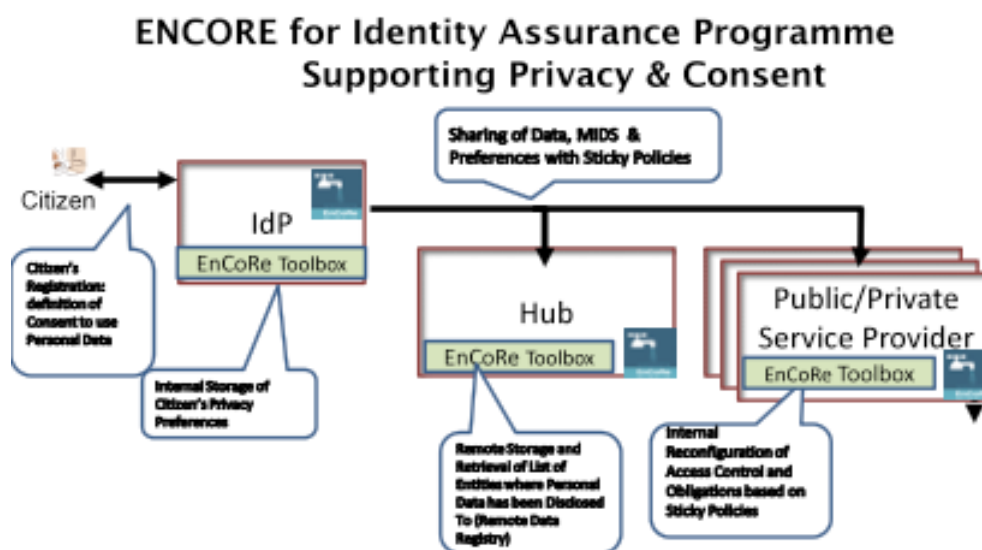 ENCORE for Identity Assurance Programme
Supporting Privacy & Consent
Sharing of Data, MIDS &
Preferences with Sticky Policies
Citizen
IdP
EnCoRe
EnCoRe Toolbox
Citizen's
Registration:
definition of
Consent to use
Personal Data
Internal Storage of
Citizen's Privacy
Preferences
Hub
EnCoRe Toolbox
EnCoRe
Public/Private
Service Provider
EnCoRe Toolbox
EnCoRe
Remote Storage and
Retrieval of List of
Entities where Personal
Data has been Disclosed
To (Remote Data
Registry)
Internal
Reconfiguration of
Access Control and
Obligations based on
Sticky Policies